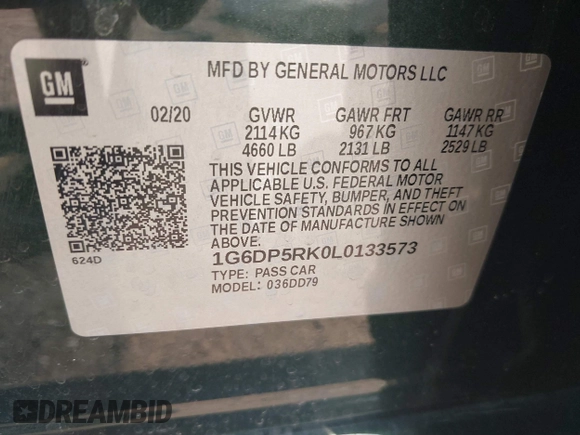 GM
MFD BY GENERAL MOTORS LLC
02/20 GVWR GAWR FRT GAWR RR
2114 KG 967 KG 1147 KG
4660 LB 2131 LB 2529 LB
THIS VEHICLE CONFORMS TO ALL
APPLICABLE U.S. FEDERAL MOTOR
VEHICLE SAFETY, BUMPER, AND THEFT
PREVENTION STANDARDS IN EFFECT ON
THE DATE OF MANUFACTURE SHOWN
ABOVE.
624D
1G6DP5RK0L0133573
TYPE: PASS CAR
MODEL: 036DD79
DREAMBID